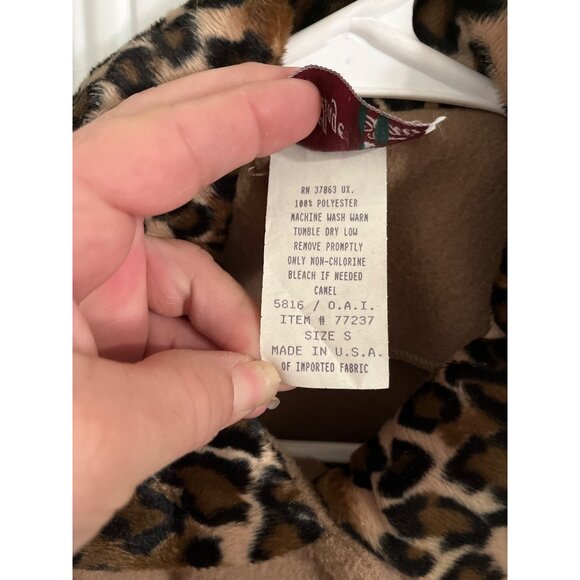 RN 37863 UX.
100% POLYESTER
MACHINE WASH WARM
TUMBLE DRY LOW
REMOVE PROMPTLY
ONLY NON-CHLORINE
BLEACH IF NEEDED
CAMEL
5816 / O.A.I.
ITEM # 77237
SIZE S
MADE IN U.S.A.
OF IMPORTED FABRIC